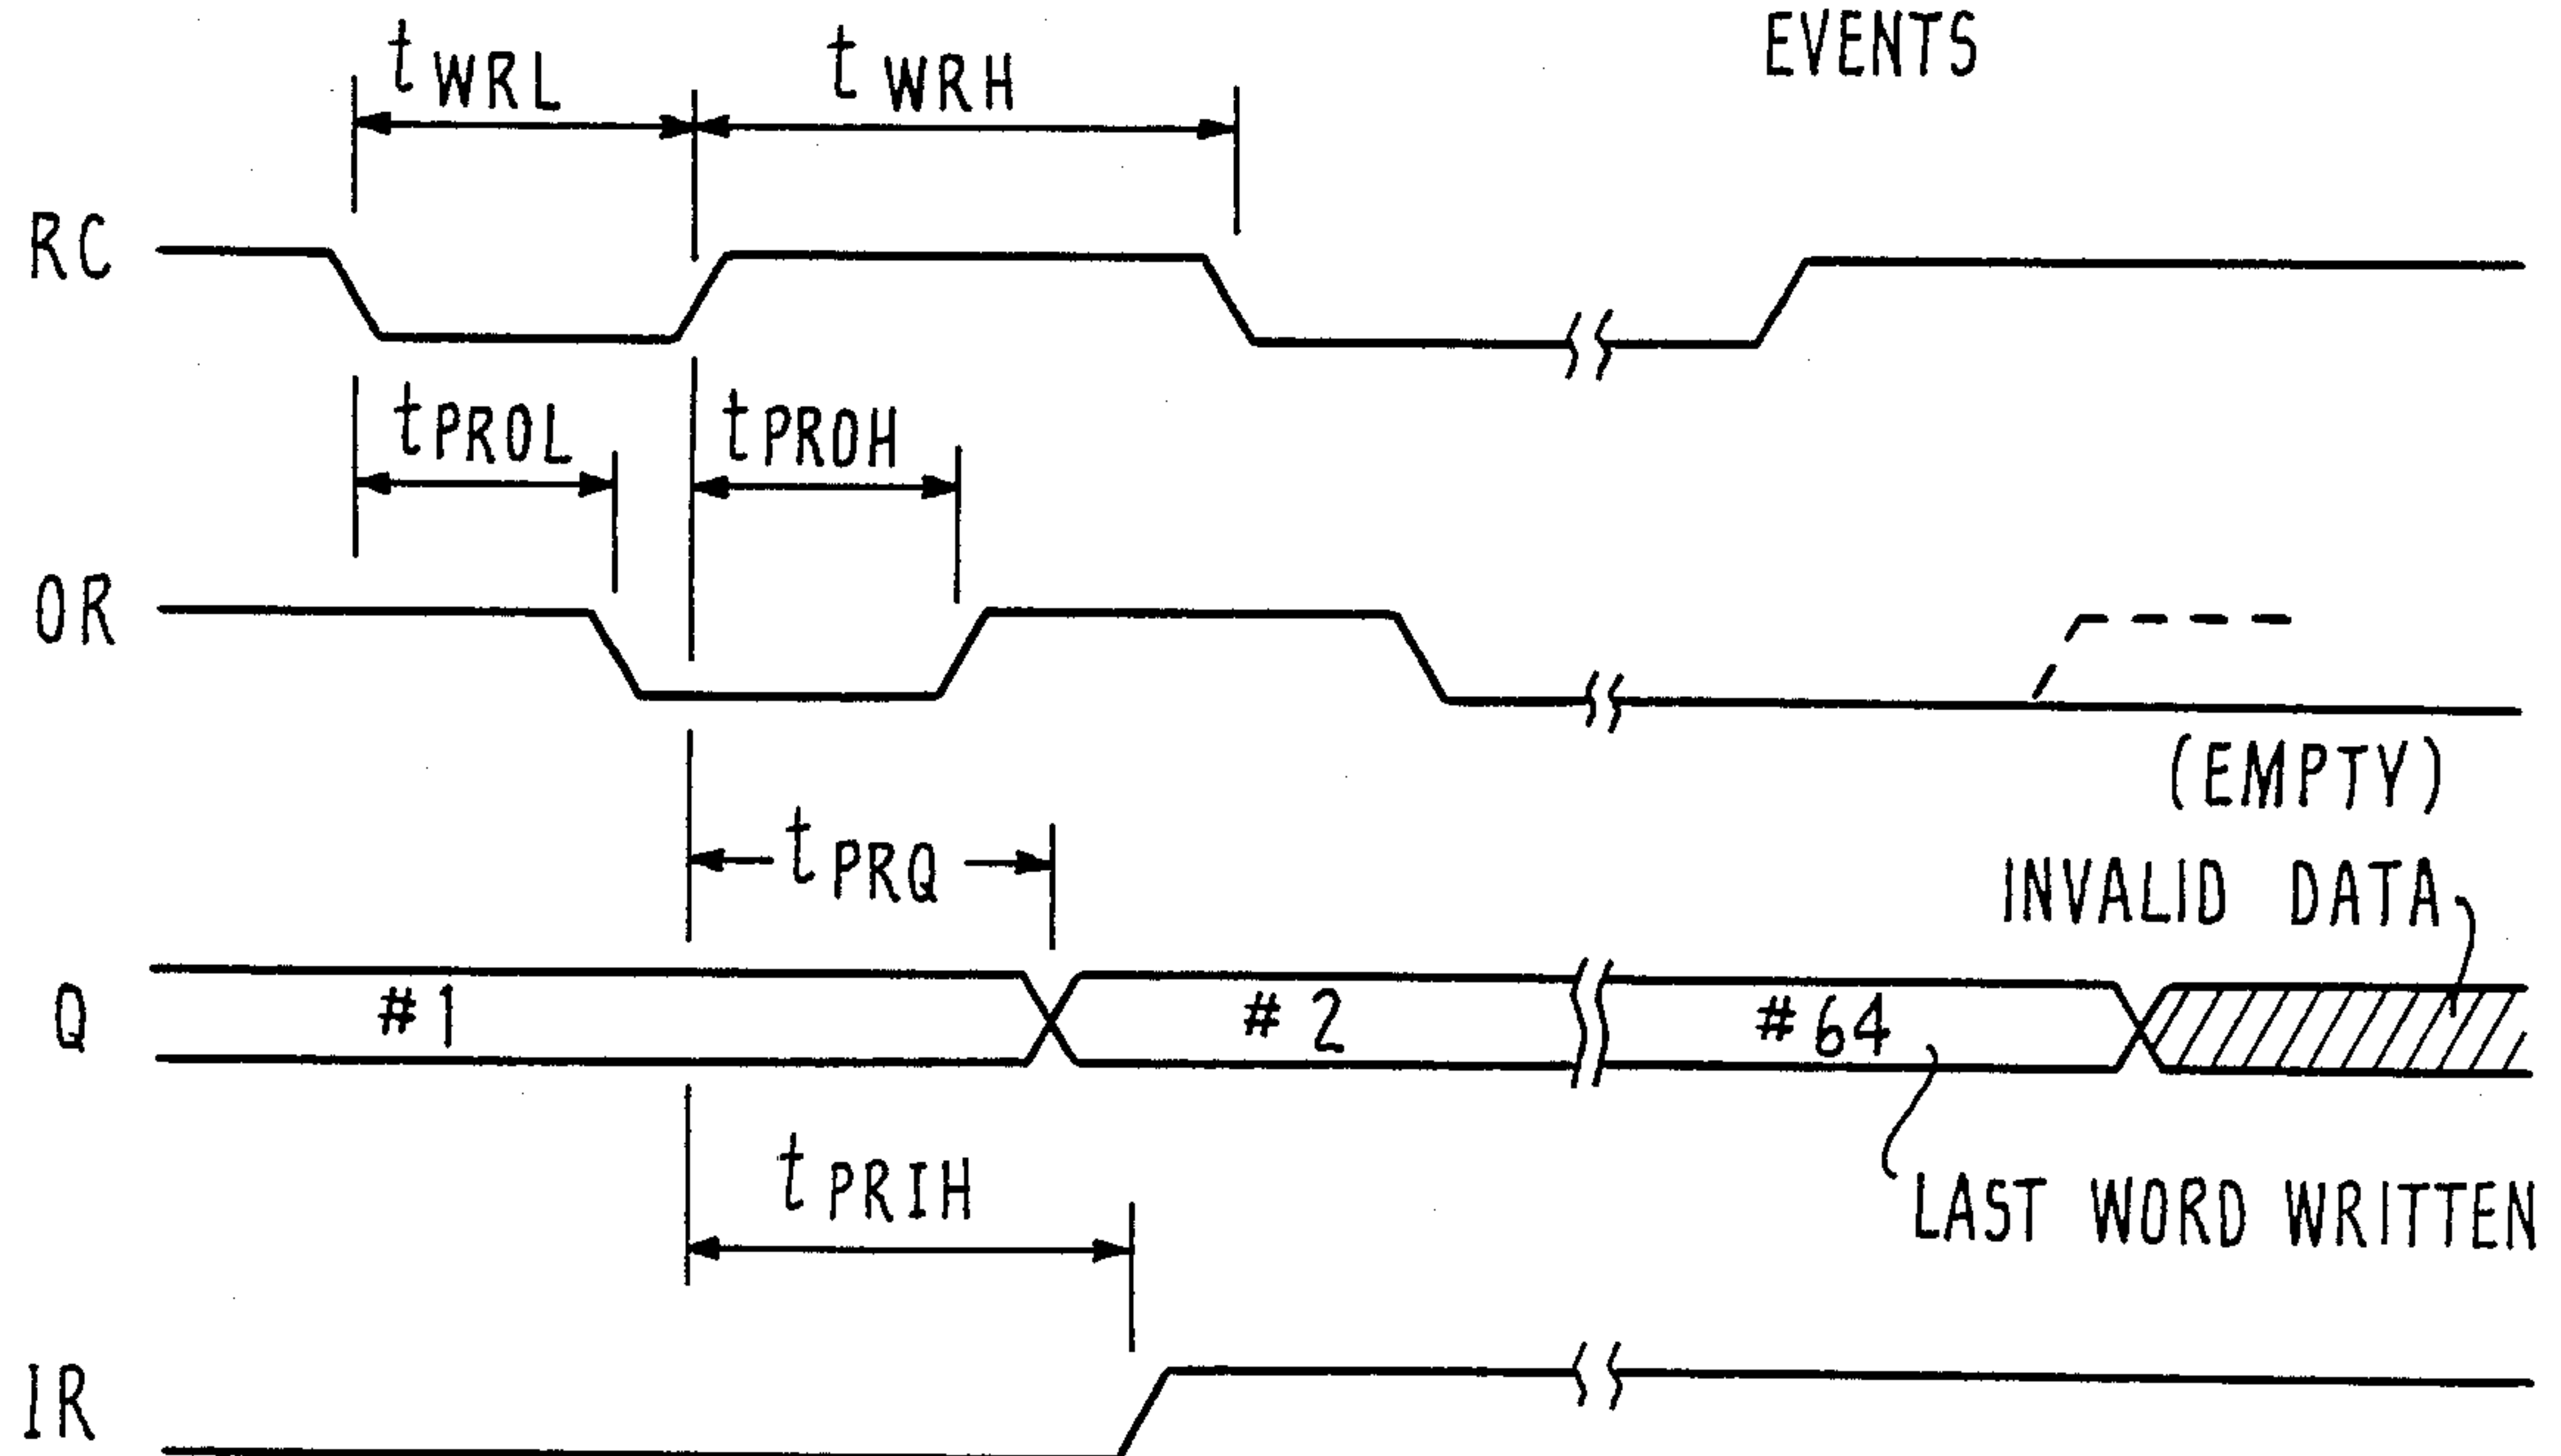 EVENTS
tWRL tWRH
RC
tPROL tPROH
OR
(EMPTY)
tPRQ
INVALID DATA
Q #1 #2 #64
tPRIH
LAST WORD WRITTEN
IR